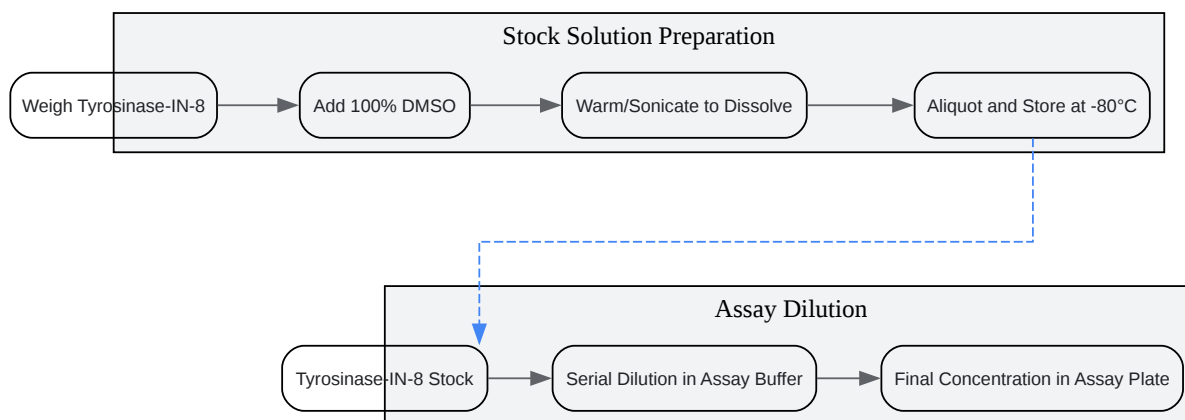 Stock Solution Preparation
Weigh Tyrosinase-IN-8
Add 100% DMSO
Warm/Sonicate to Dissolve
Aliquot and Store at -80°C
Assay Dilution
Tyrosinase-IN-8 Stock
Serial Dilution in Assay Buffer
Final Concentration in Assay Plate